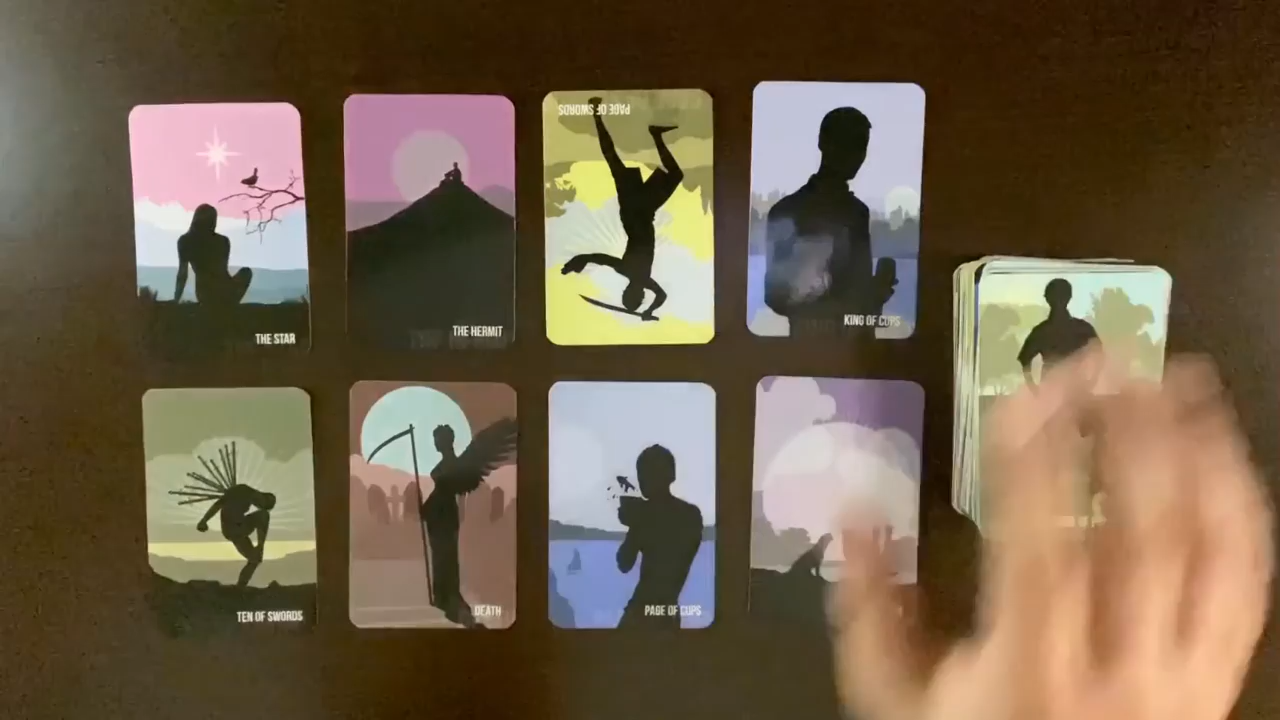 PAGE OF SWORDS
KING OF CUPS
THE HERMIT
THE STAR
TEN OF SWORDS
DEATH
PAGE OF CUPS